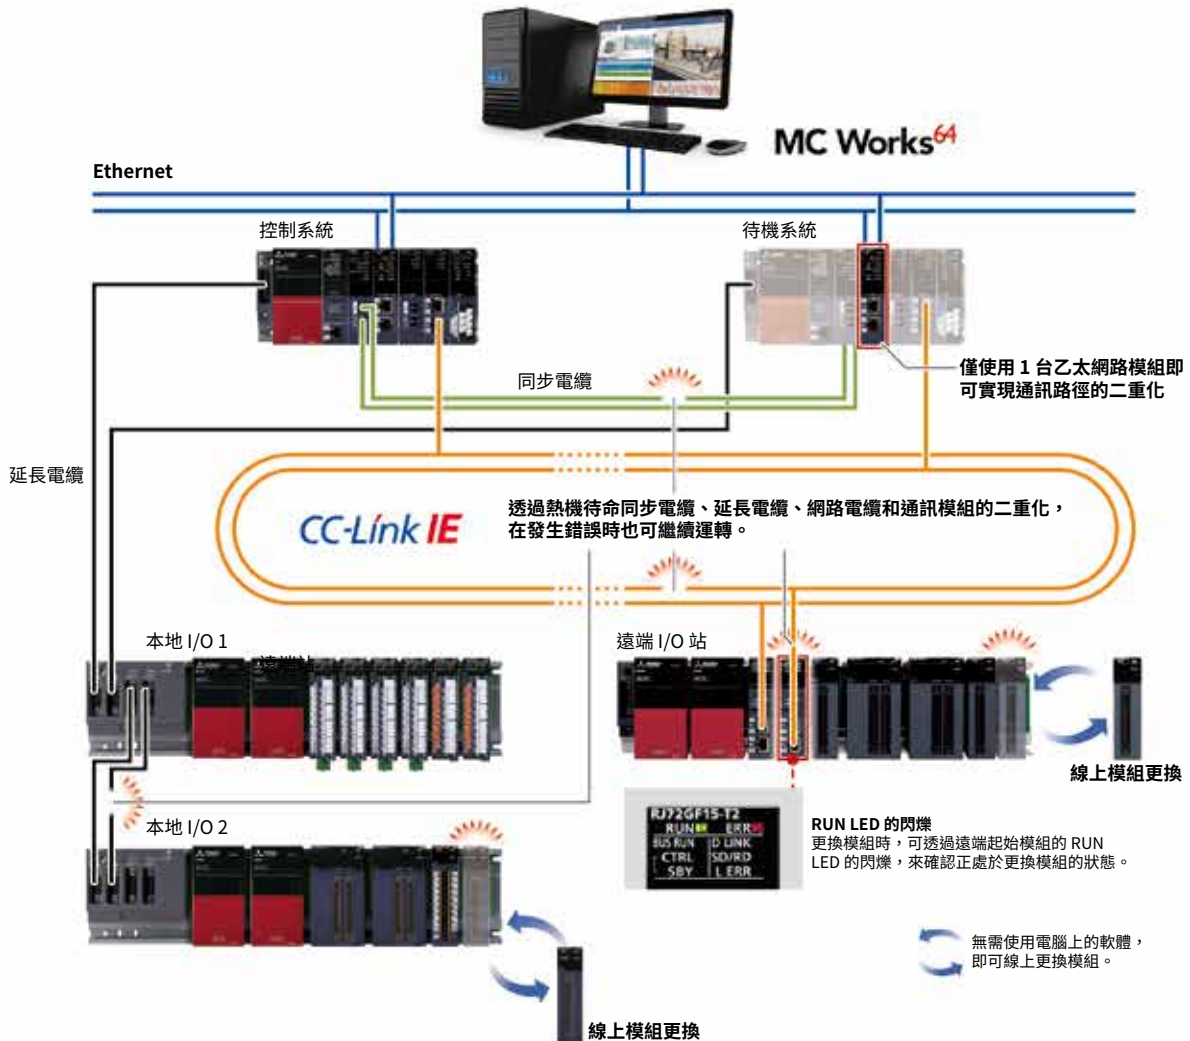 MC Works64
Ethernet
控制系統
待機系統
僅使用 1 台乙太網路模組即
可實現通訊路徑的二重化
同步電纜
延長電纜
透過熱機待命同步電纜、延長電纜、網路電纜和通訊模組的二重化，
在發生錯誤時也可繼續運轉。
CC-Link IE
本地 I/O 1
遠端站
遠端 I/O 站
線上模組更換
RJ72GF15-T2
RUN ERR
BUS RUN D LINK
CTRL SD/RD
SBY L ERR
RUN LED 的閃爍
更換模組時，可透過遠端起始模組的 RUN
LED 的閃爍，來確認正處於更換模組的狀態。
本地 I/O 2
無需使用電腦上的軟體，
即可線上更換模組。
線上模組更換